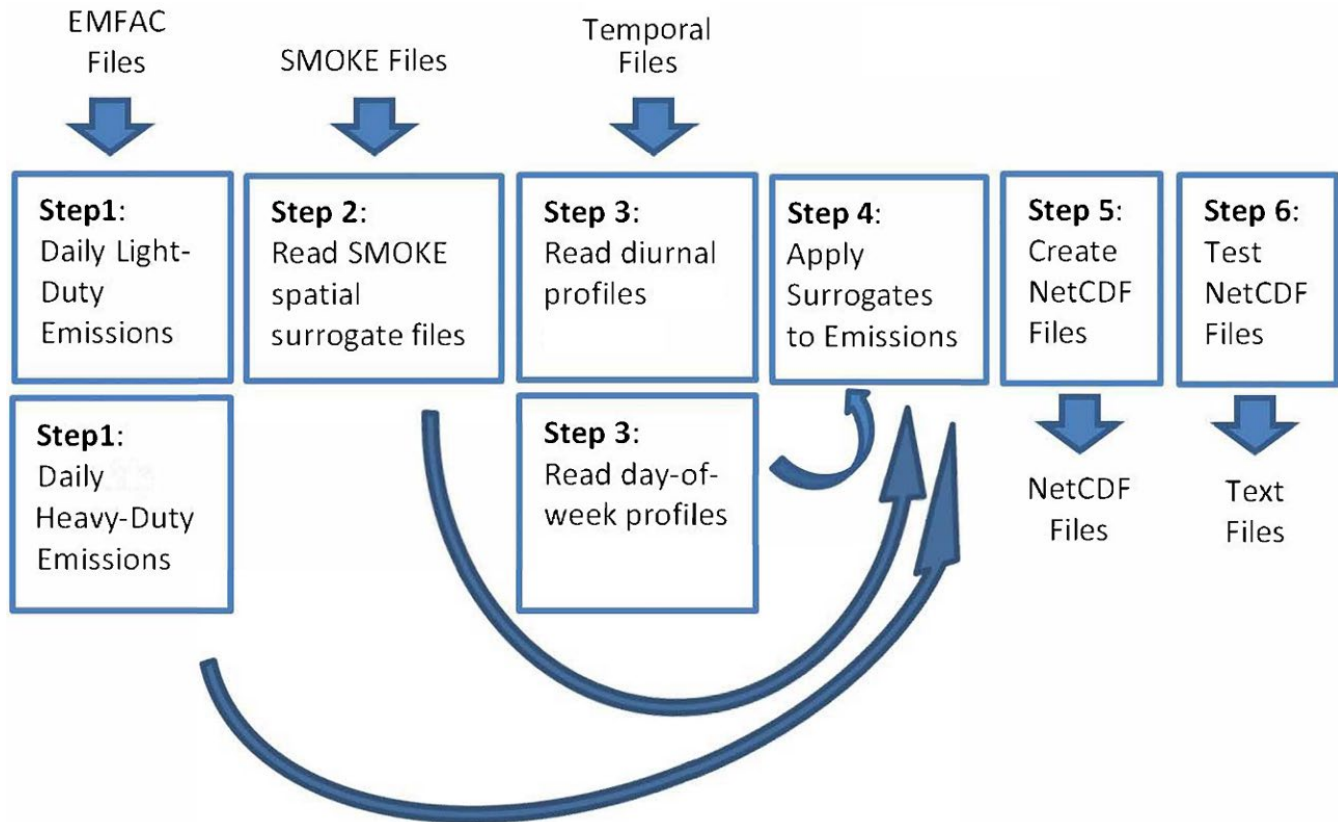 EMFAC
Files
SMOKE Files
Temporal
Files
Step1:
Daily Light-
Duty
Emissions
Step 2:
Read SMOKE
spatial
surrogate files
Step 3:
Read diurnal
profiles
Step 4:
Apply
Surrogates
to Emissions
Step 5:
Create
NetCDF
Files
Step 6:
Test
NetCDF
Files
Step1:
Daily
Heavy-Duty
Emissions
Step 3:
Read day-of-
week profiles
NetCDF
Files
Text
Files